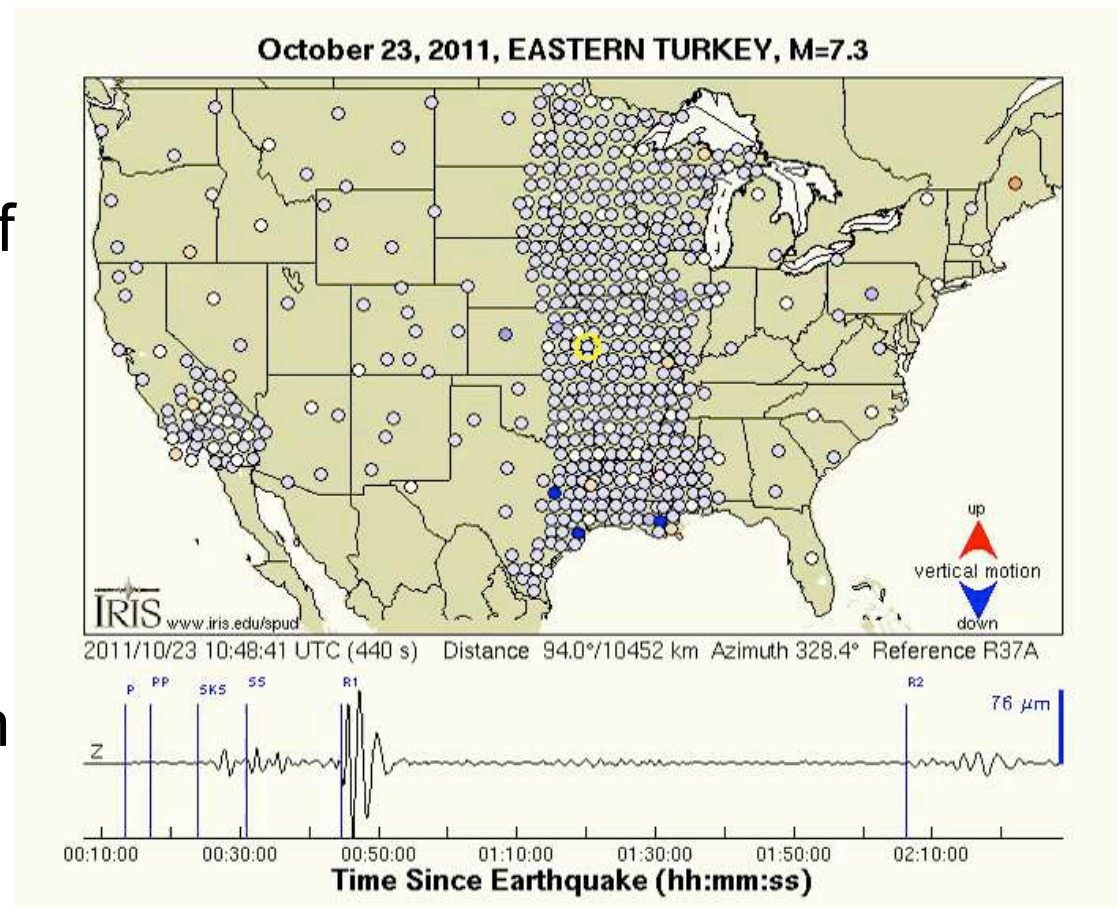 October 23, 2011, EASTERN TURKEY, M=7.3
f
up
vertical motion
down
IRIS www.iris.edu/spud
2011/10/23 10:48:41 UTC (440 s) Distance 94.0°/10452 km Azimuth 328.4° Reference R37A
P PP SKS SS R1 R2
76 µm
n
Z
00:10:00 00:30:00 00:50:00 01:10:00 01:30:00 01:50:00 02:10:00
Time Since Earthquake (hh:mm:ss)